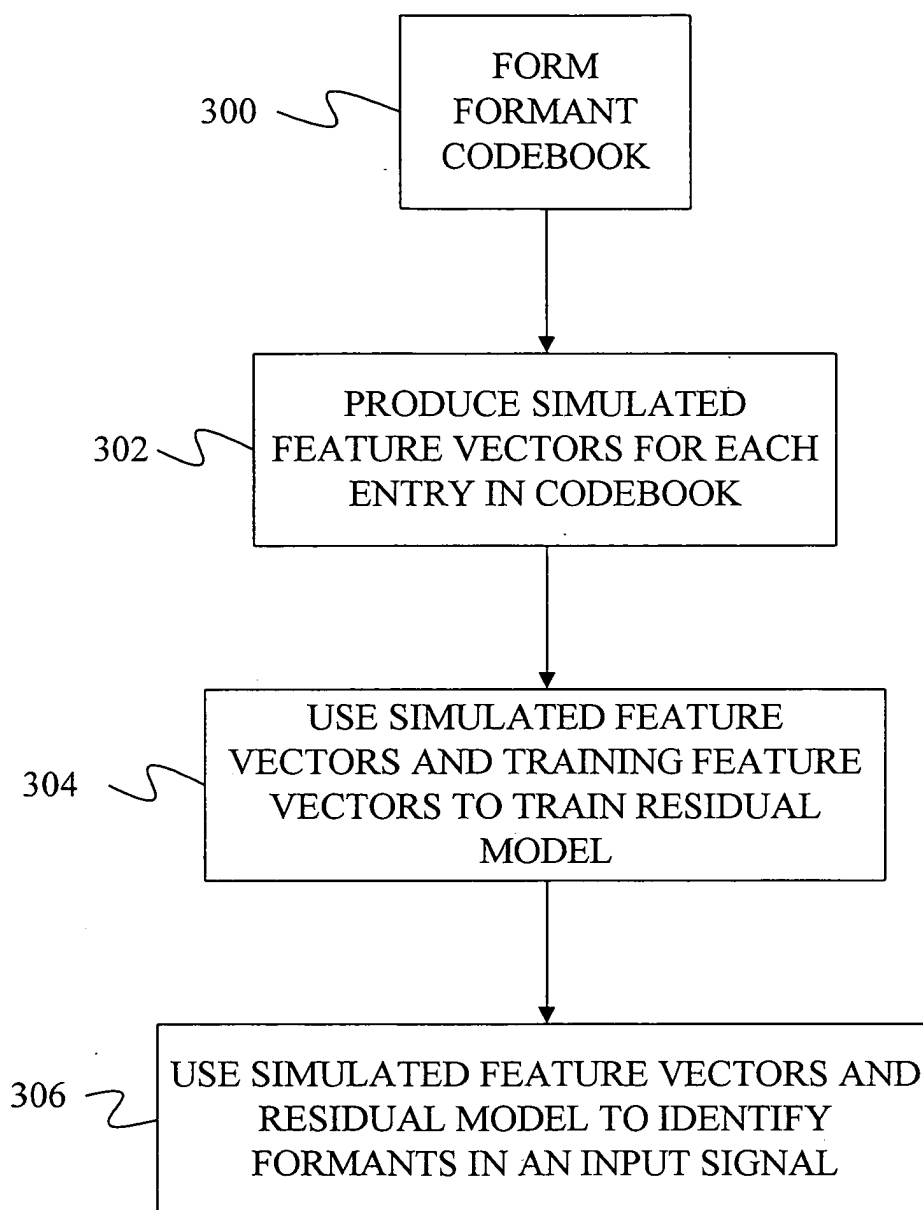 FORM
FORMANT
CODEBOOK
300
PRODUCE SIMULATED
FEATURE VECTORS FOR EACH
ENTRY IN CODEBOOK
302
USE SIMULATED FEATURE
VECTORS AND TRAINING FEATURE
VECTORS TO TRAIN RESIDUAL
MODEL
304
USE SIMULATED FEATURE VECTORS AND
RESIDUAL MODEL TO IDENTIFY
FORMANTS IN AN INPUT SIGNAL
306